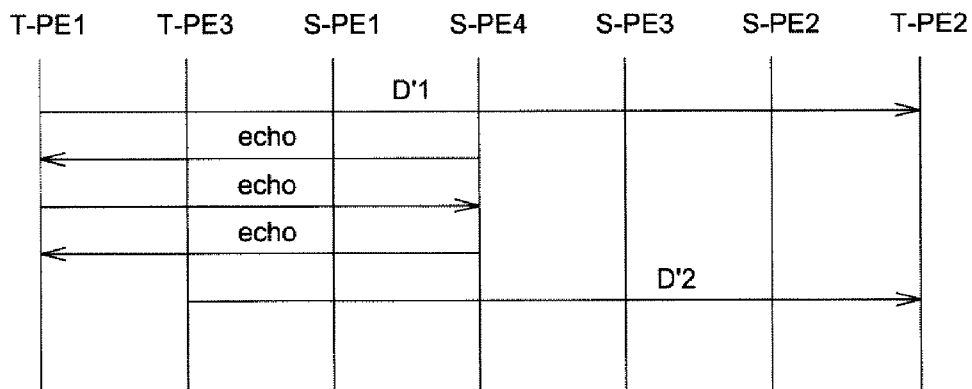 T-PE1 T-PE3 S-PE1 S-PE4 S-PE3 S-PE2 T-PE2
D'1
echo
echo
echo
D'2